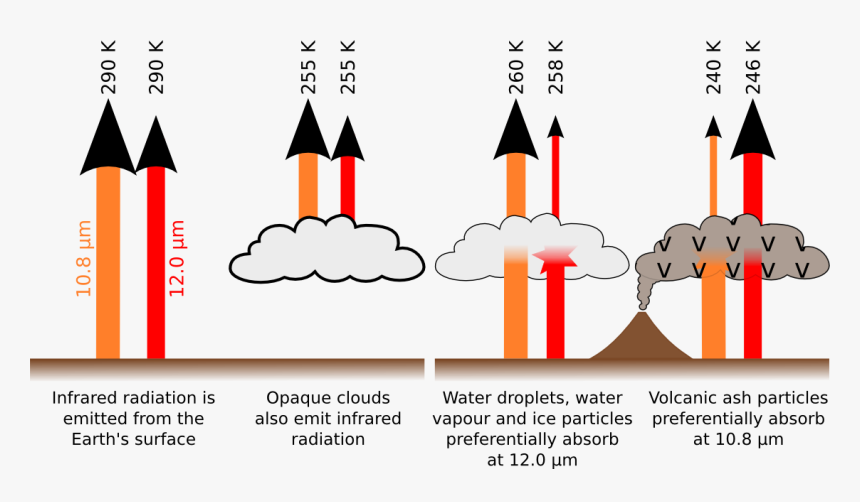 290 K
290 K
255 K
255 K
260 K
258 K
240 K
246 K
10.8 µm
12.0 µm
V V V V V
V V V V V
Infrared radiation is
emitted from the
Earth's surface
Opaque clouds
also emit infrared
radiation
Water droplets, water
vapour and ice particles
preferentially absorb
at 12.0 µm
Volcanic ash particles
preferentially absorb
at 10.8 µm